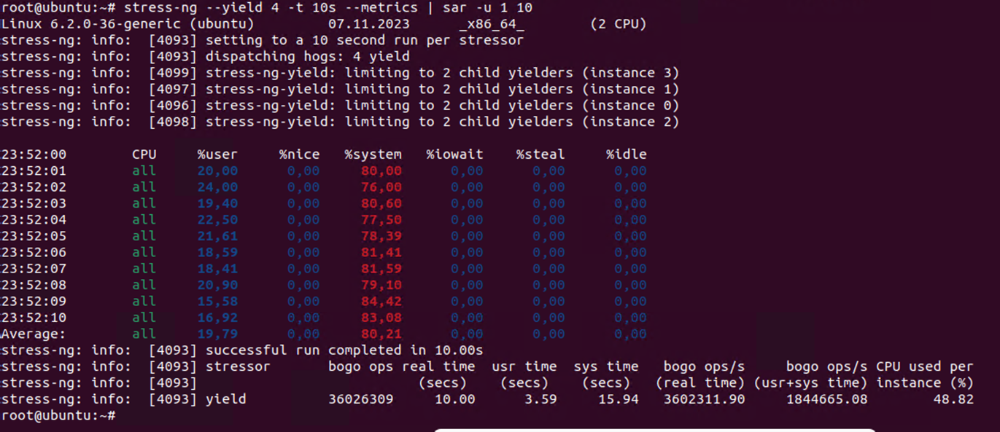 root@ubuntu:~# stress-ng --yield 4 -t 10s --metrics | sar -u 1 10
Linux 6.2.0-36-generic (ubuntu) 07.11.2023 _x86_64_ (2 CPU)
stress-ng: info: [4093] setting to a 10 second run per stressor
stress-ng: info: [4093] dispatching hogs: 4 yield
stress-ng: info: [4099] stress-ng-yield: limiting to 2 child yielders (instance 3)
stress-ng: info: [4097] stress-ng-yield: limiting to 2 child yielders (instance 1)
stress-ng: info: [4096] stress-ng-yield: limiting to 2 child yielders (instance 0)
stress-ng: info: [4098] stress-ng-yield: limiting to 2 child yielders (instance 2)
23:52:00 CPU %user %nice %system %iowait %steal %idle
23:52:01 all 20,00 0,00 80,00 0,00 0,00 0,00
23:52:02 all 24,00 0,00 76,00 0,00 0,00 0,00
23:52:03 all 19,40 0,00 80,60 0,00 0,00 0,00
23:52:04 all 22,50 0,00 77,50 0,00 0,00 0,00
23:52:05 all 21,61 0,00 78,39 0,00 0,00 0,00
23:52:06 all 18,59 0,00 81,41 0,00 0,00 0,00
23:52:07 all 18,41 0,00 81,59 0,00 0,00 0,00
23:52:08 all 20,90 0,00 79,10 0,00 0,00 0,00
23:52:09 all 15,58 0,00 84,42 0,00 0,00 0,00
23:52:10 all 16,92 0,00 83,08 0,00 0,00 0,00
Average: all 19,79 0,00 80,21 0,00 0,00 0,00
stress-ng: info: [4093] successful run completed in 10.00s
stress-ng: info: [4093] stressor bogo ops real time usr time sys time bogo ops/s bogo ops/s CPU used per
stress-ng: info: [4093] (secs) (secs) (secs) (real time) (usr+sys time) instance (%)
stress-ng: info: [4093] yield 36026309 10.00 3.59 15.94 3602311.90 1844665.08 48.82
root@ubuntu:~#